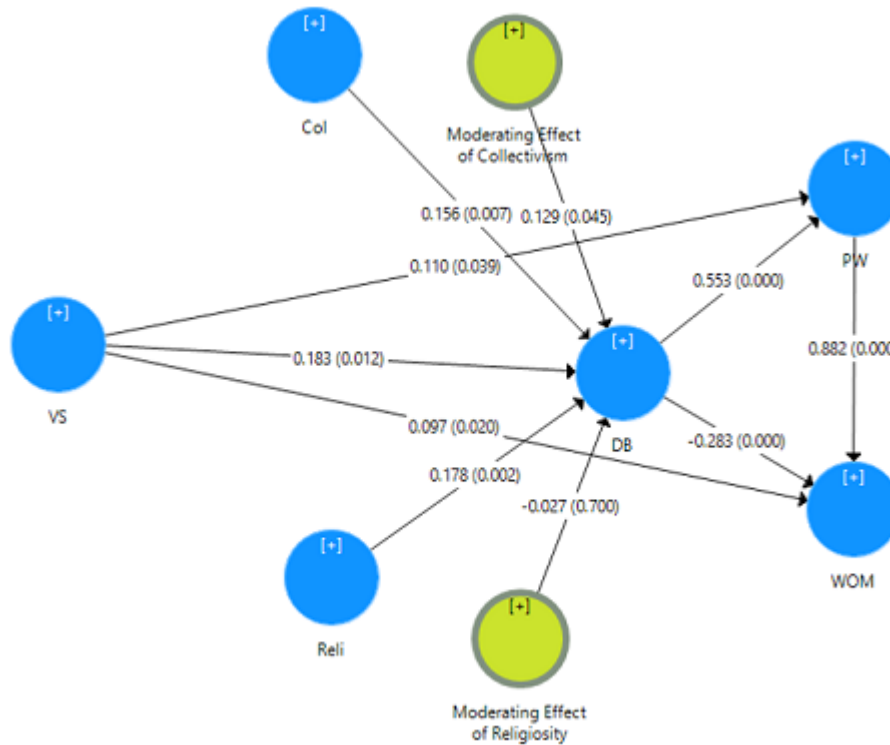 [+]
Col
[+]
Moderating Effect
of Collectivism
[+]
PW
0.156 (0.007)
0.129 (0.045)
0.110 (0.039)
0.553 (0.000)
[+]
VS
0.183 (0.012)
[+]
DB
0.882 (0.000
0.097 (0.020)
-0.283 (0.000)
0.178 (0.002)
-0.027 (0.700)
[+]
WOM
[+]
Reli
[+]
Moderating Effect
of Religiosity